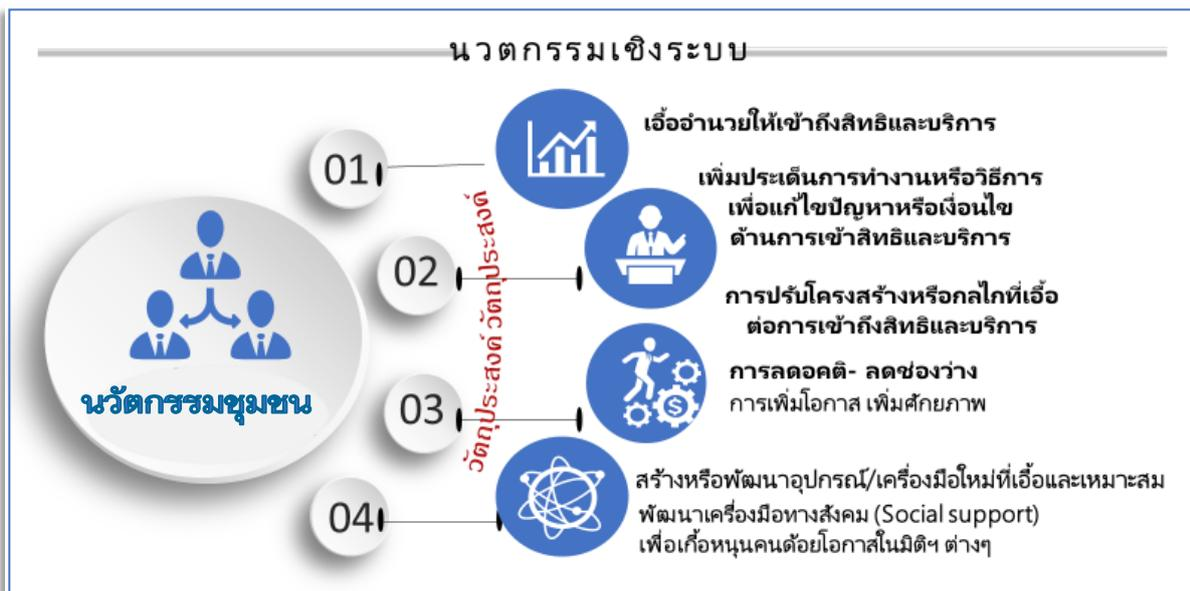 นวตกรรมเชิงระบบ
01
เอื้ออำนวยให้เข้าถึงสิทธิและบริการ
เพิ่มประเด็นการทำงานหรือวิธีการ
เพื่อแก้ไขปัญหาหรือเงื่อนไข
ด้านการเข้าสิทธิและบริการ
02
การปรับโครงสร้างหรือกลไกที่เอื้อ
ต่อการเข้าถึงสิทธิและบริการ
นวัตกรรมชุมชน
วัตถุประสงค์ วัตถุประสงค์
03
การลดอคติ- ลดช่องว่าง
การเพิ่มโอกาส เพิ่มศักยภาพ
$
04
สร้างหรือพัฒนาอุปกรณ์/เครื่องมือใหม่ที่เอื้อและเหมาะสม
พัฒนาเครื่องมือทางสังคม (Social support)
เพื่อเกื้อหนุนคนด้อยโอกาสในมิติฯ ต่างๆ